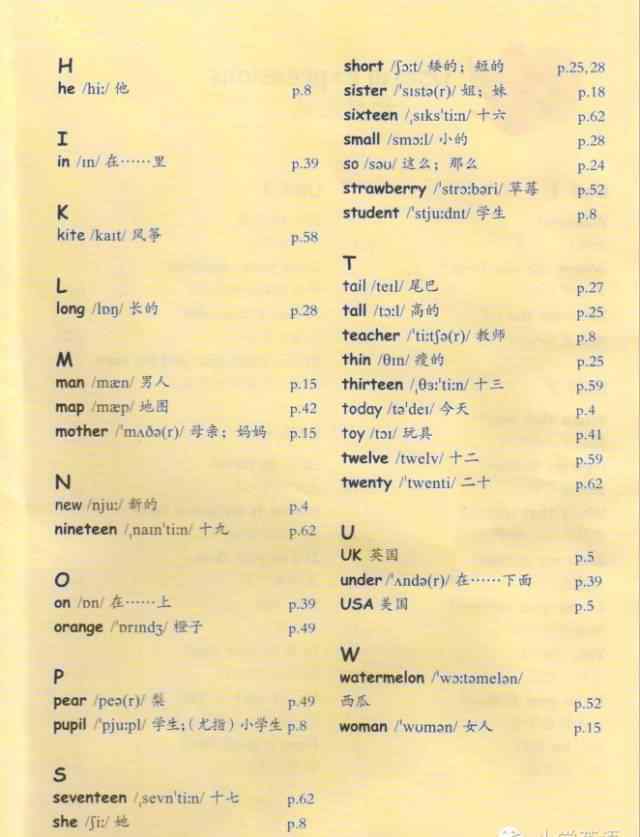 H
he /hiː/ 他 p.8
I
in /ɪn/ 在……里 p.39
K
kite /kaɪt/ 风筝 p.58
L
long /lɒŋ/ 长的 p.28
M
man /mæn/ 男人 p.15
map /mæp/ 地图 p.42
mother /ˈmʌðə(r)/ 母亲；妈妈 p.15
N
new /njuː/ 新的 p.4
nineteen /ˌnaɪnˈtiːn/ 十九 p.62
O
on /ɒn/ 在……上 p.39
orange /ˈɒrɪndʒ/ 橙子 p.49
P
pear /peə(r)/ 梨 p.49
pupil /ˈpjuːpl/ 学生;(尤指)小学生 p.8
S
seventeen /ˌsevnˈtiːn/ 十七 p.62
she /ʃiː/ 她 p.8
short /ʃɔːt/ 矮的；短的 p.25,28
sister /ˈsɪstə(r)/ 姐；妹 p.18
sixteen /ˌsɪksˈtiːn/ 十六 p.62
small /smɔːl/ 小的 p.28
so /səʊ/ 这么；那么 p.24
strawberry /ˈstrɔːbəri/ 草莓 p.52
student /ˈstjuːdnt/ 学生 p.8
T
tail /teɪl/ 尾巴 p.27
tall /tɔːl/ 高的 p.25
teacher /ˈtiːtʃə(r)/ 教师 p.8
thin /θɪn/ 瘦的 p.25
thirteen /ˌθɜːˈtiːn/ 十三 p.59
today /təˈdeɪ/ 今天 p.4
toy /tɔɪ/ 玩具 p.41
twelve /twelv/ 十二 p.59
twenty /ˈtwenti/ 二十 p.62
U
UK 英国 p.5
under /ˈʌndə(r)/ 在……下面 p.39
USA 美国 p.5
W
watermelon /ˈwɔːtəmelən/
西瓜 p.52
woman /ˈwʊmən/ 女人 p.15